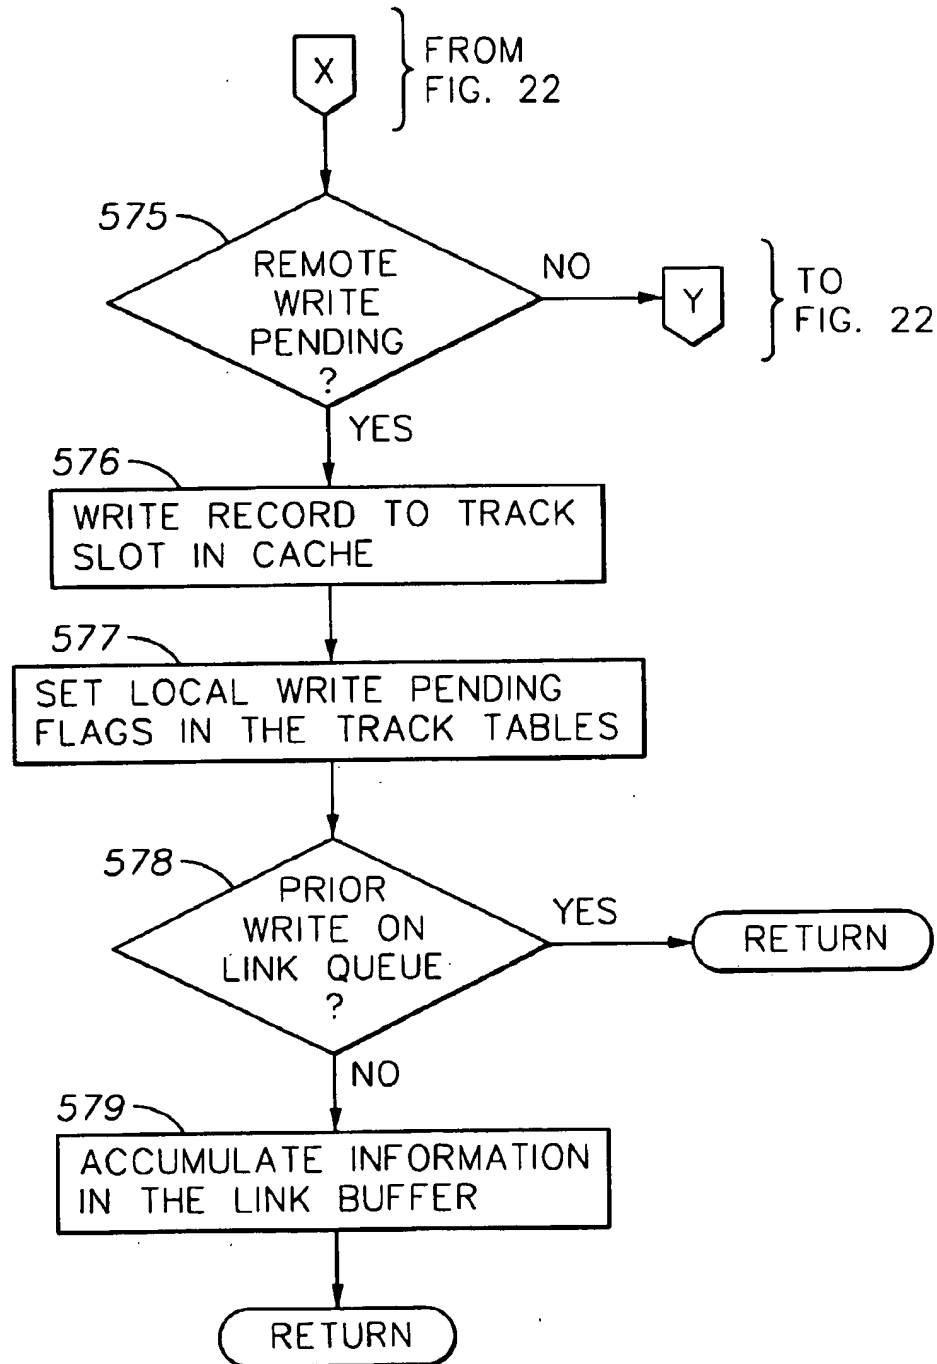 X
FROM
FIG. 22
575
REMOTE
WRITE
PENDING
?
NO
Y
TO
FIG. 22
YES
576
WRITE RECORD TO TRACK
SLOT IN CACHE
577
SET LOCAL WRITE PENDING
FLAGS IN THE TRACK TABLES
578
PRIOR
WRITE ON
LINK QUEUE
?
YES
RETURN
NO
579
ACCUMULATE INFORMATION
IN THE LINK BUFFER
RETURN